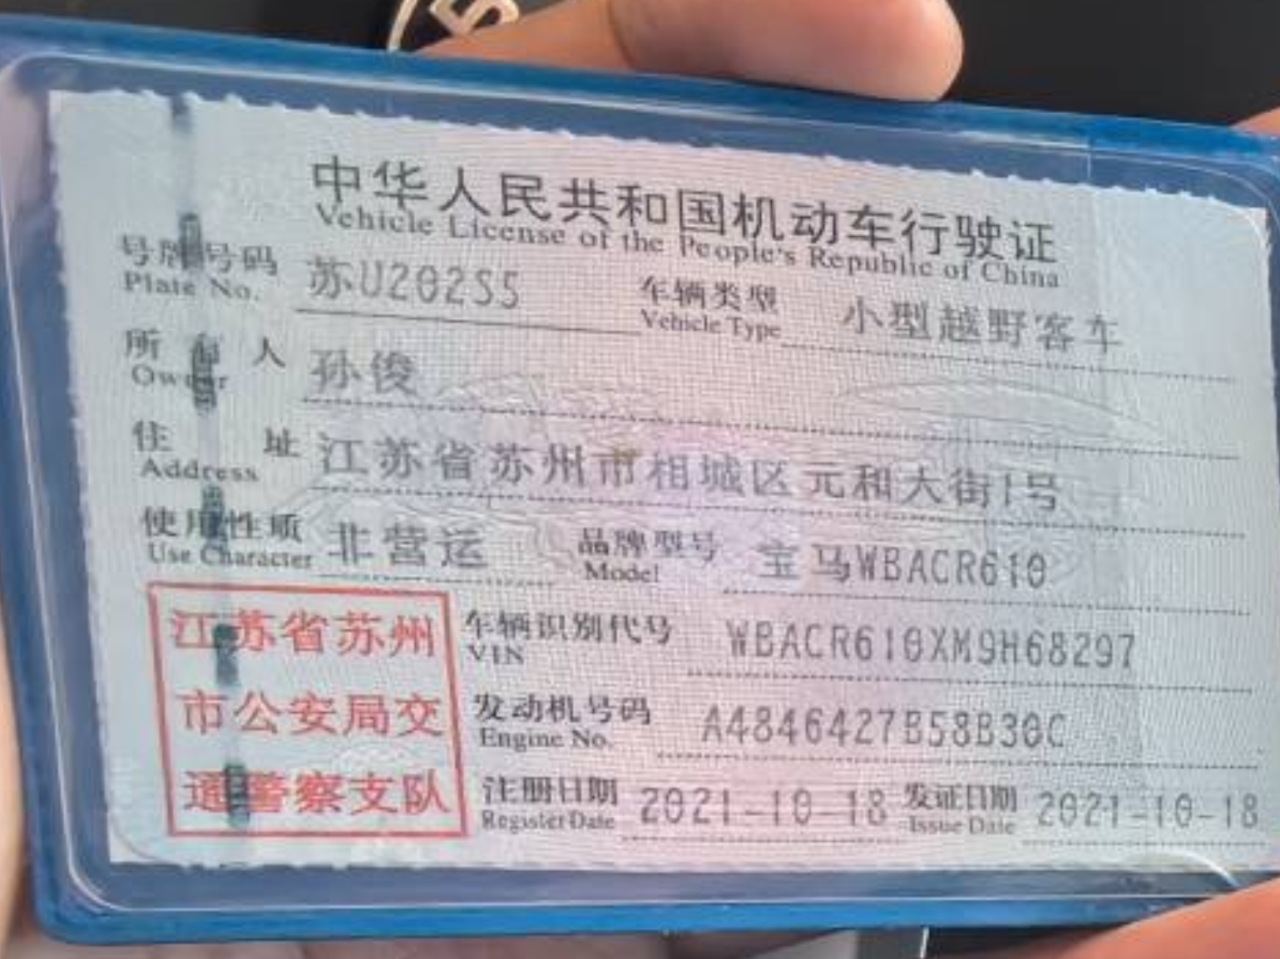 5
中华人民共和国机动车行驶证
Vehicle License of the People's Republic of China
号牌号码 苏U202S5 车辆类型 小型越野客车
Plate No. Vehicle Type
所有人 孙俊
Owner
住址 江苏省苏州市相城区元和大街1号
Address
使用性质 非营运 品牌型号 宝马WBACR610
Use Character Model
江苏省苏州
市公安局交
通警察支队
车辆识别代号 WBACR610XM9H68297
VIN
发动机号码 A4846427B58B30C
Engine No.
注册日期 2021-10-18 发证日期 2021-10-18
Register Date Issue Date